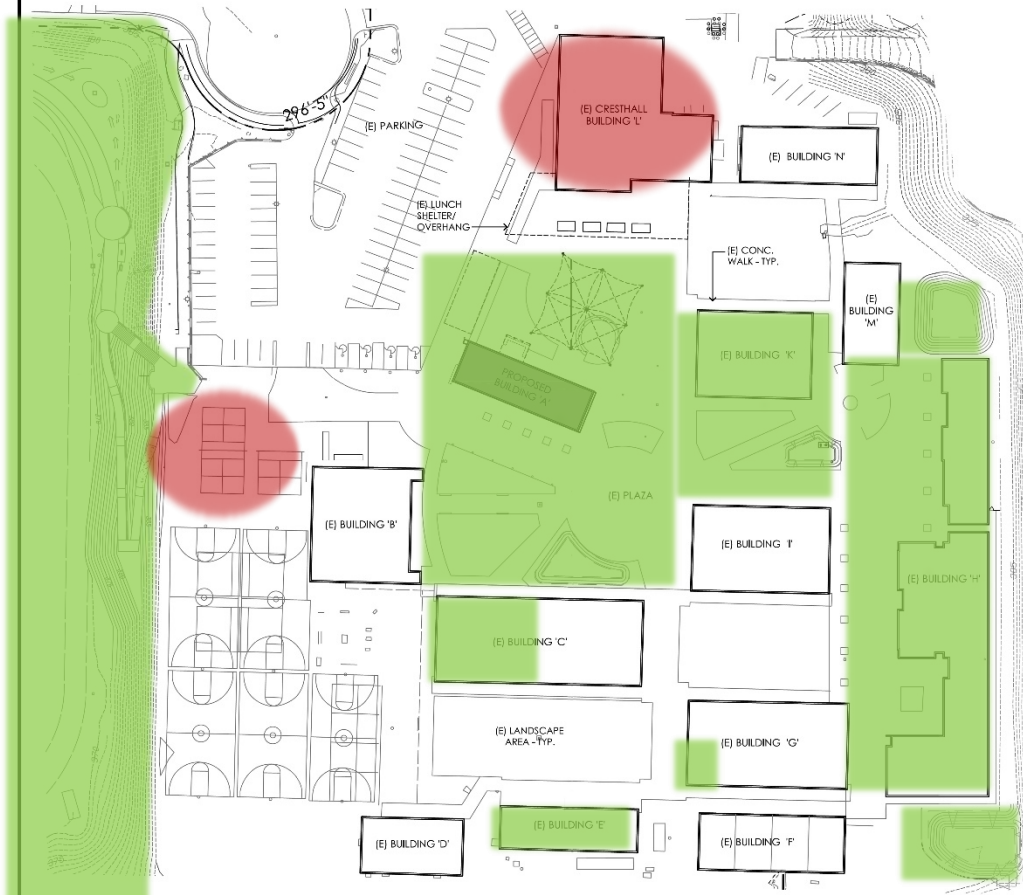 296'-5"
(E) PARKING
(E) CRESTHALL
BUILDING 'L'
(E) BUILDING 'N'
(E) LUNCH
SHELTER/
OVERHANG
(E) CONC.
WALK - TYP.
(E)
BUILDING
'M'
(E) BUILDING 'K'
PROPOSED
BUILDING 'A'
(E) PLAZA
(E) BUILDING 'B'
(E) BUILDING 'I'
(E) BUILDING 'H'
(E) BUILDING 'C'
(E) LANDSCAPE
AREA - TYP.
(E) BUILDING 'G'
(E) BUILDING 'D'
(E) BUILDING 'E'
(E) BUILDING 'F'